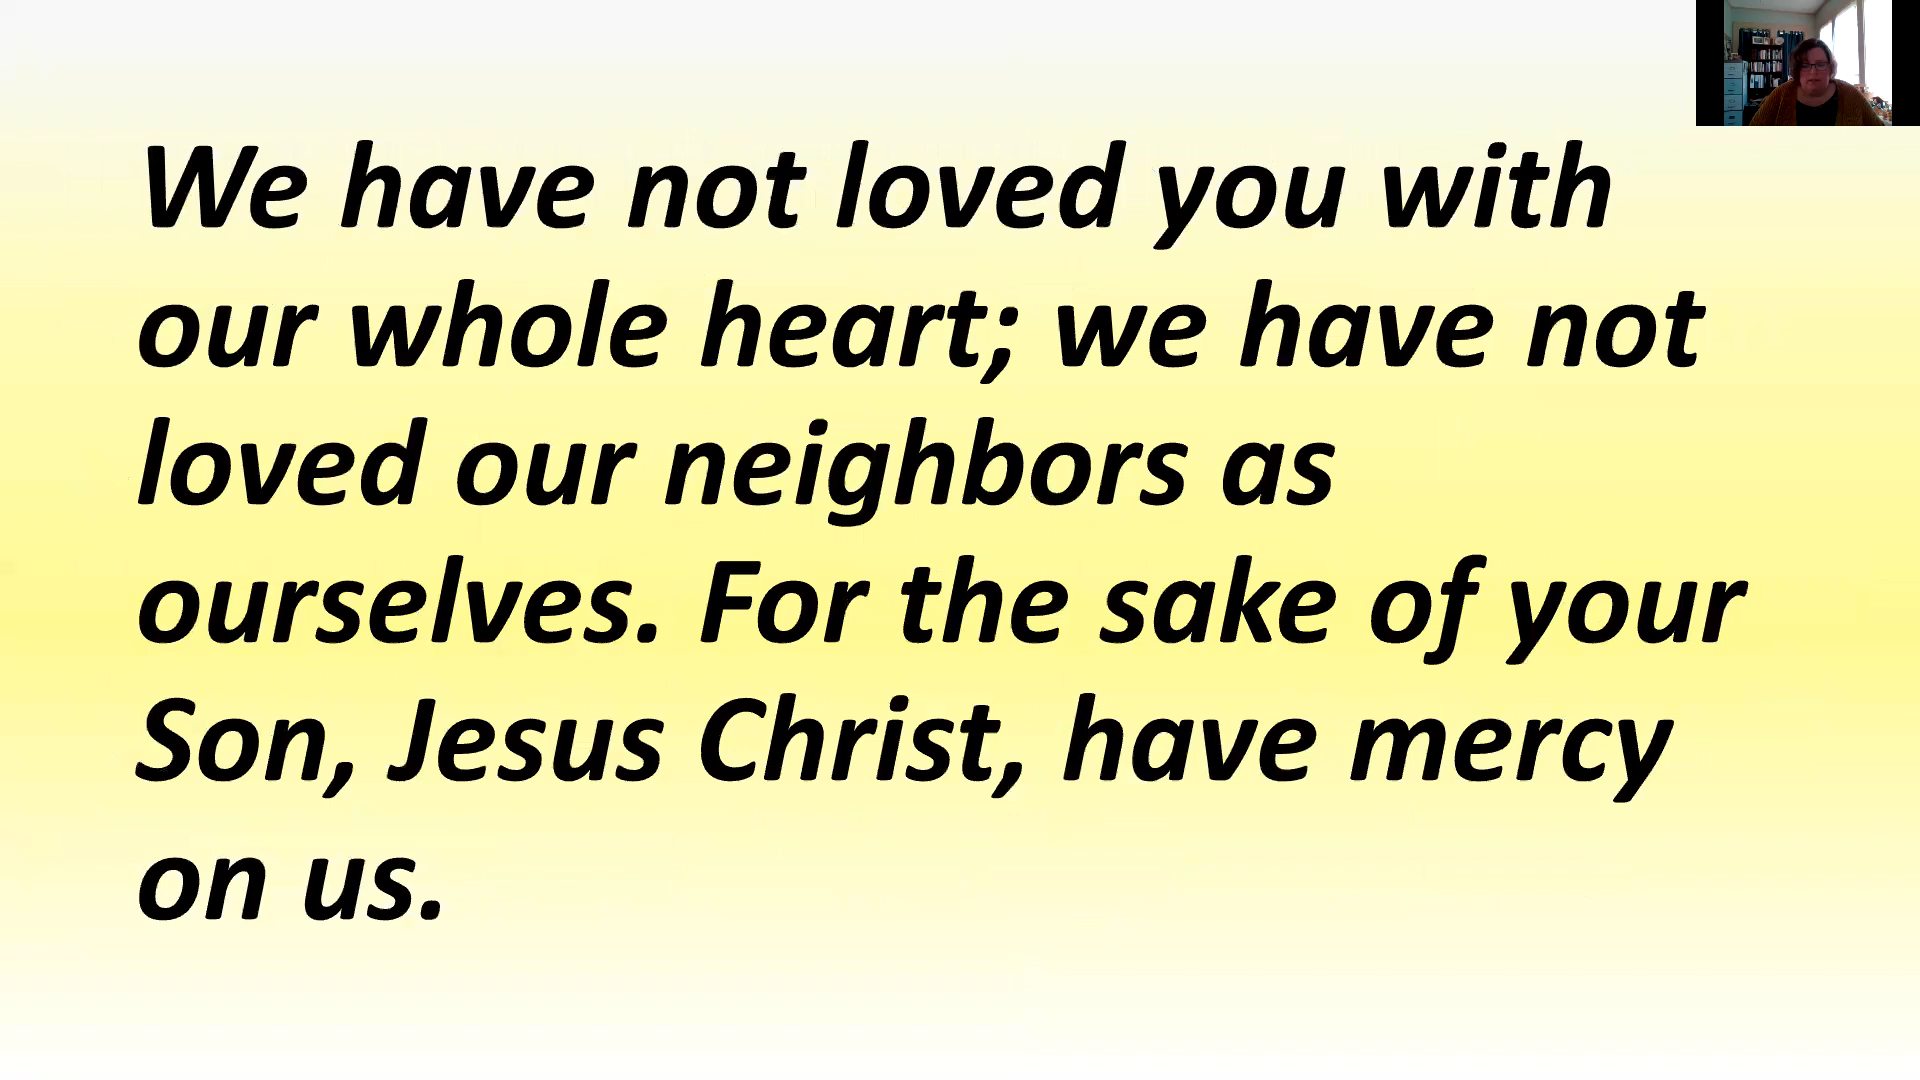 We have not loved you with
our whole heart; we have not
loved our neighbors as
ourselves. For the sake of your
Son, Jesus Christ, have mercy
on us.